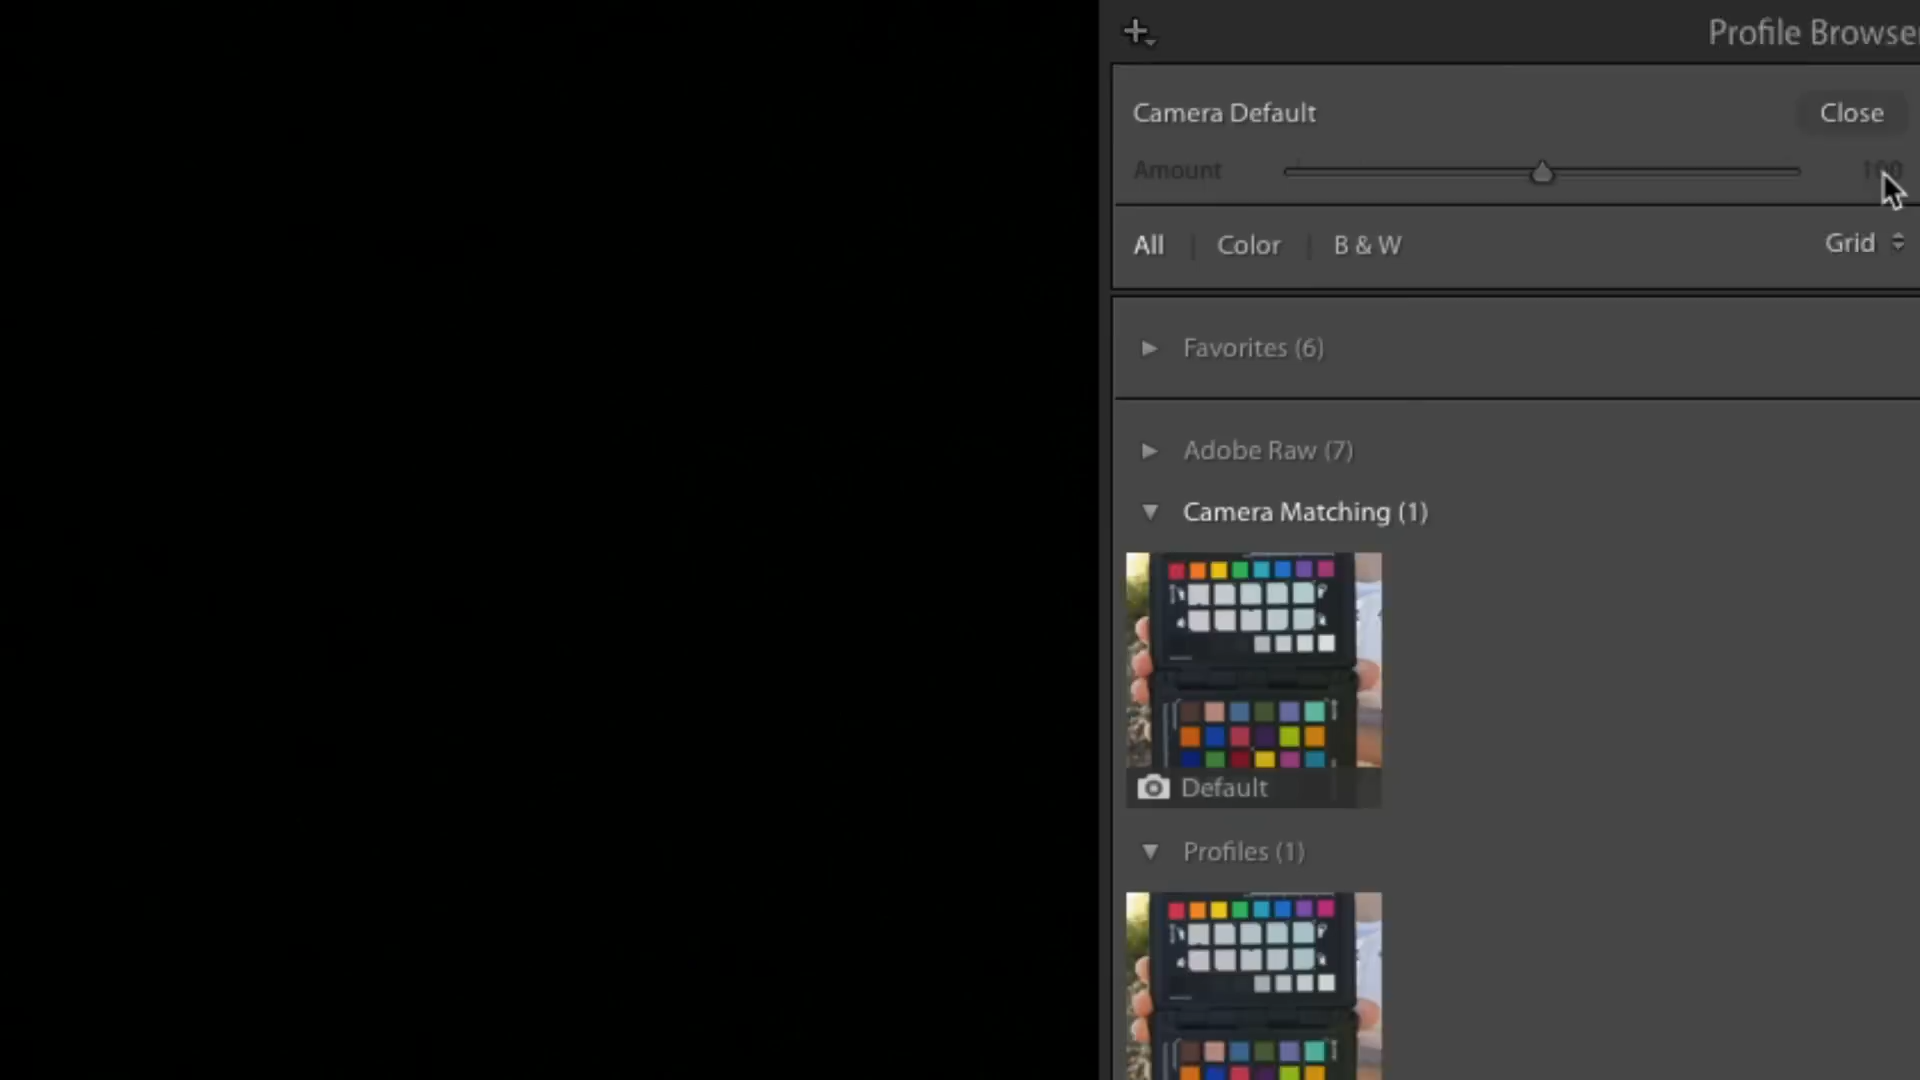 Profile Browse
Camera Default
Close
Amount
All | Color | B & W
Grid
Favorites (6)
Adobe Raw (7)
Camera Matching (1)
Default
Profiles (1)